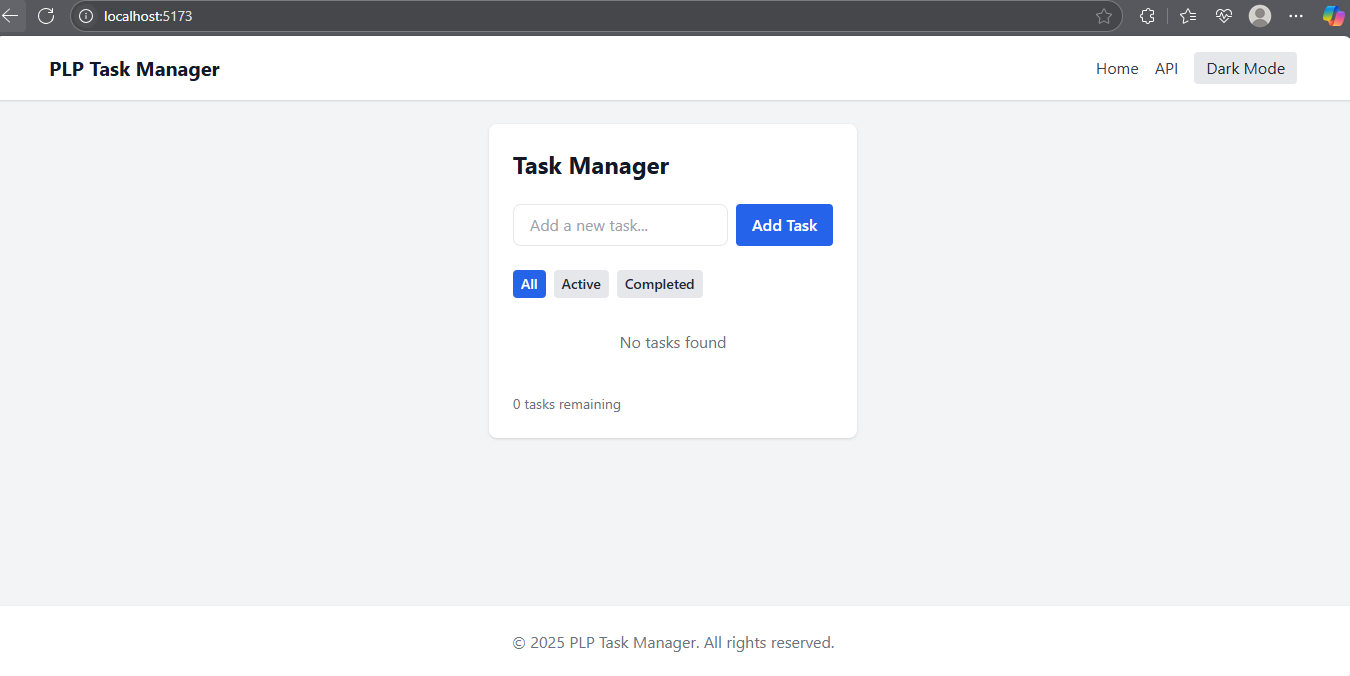 localhost:5173
PLP Task Manager Home API Dark Mode
Task Manager
Add a new task... Add Task
All Active Completed
No tasks found
0 tasks remaining
© 2025 PLP Task Manager. All rights reserved.